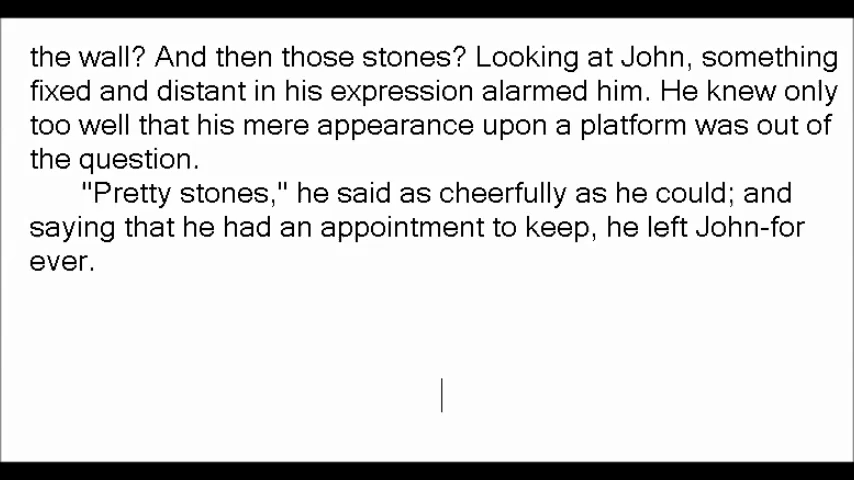 the wall? And then those stones? Looking at John, something
fixed and distant in his expression alarmed him. He knew only
too well that his mere appearance upon a platform was out of
the question.
"Pretty stones," he said as cheerfully as he could; and
saying that he had an appointment to keep, he left John-for
ever.